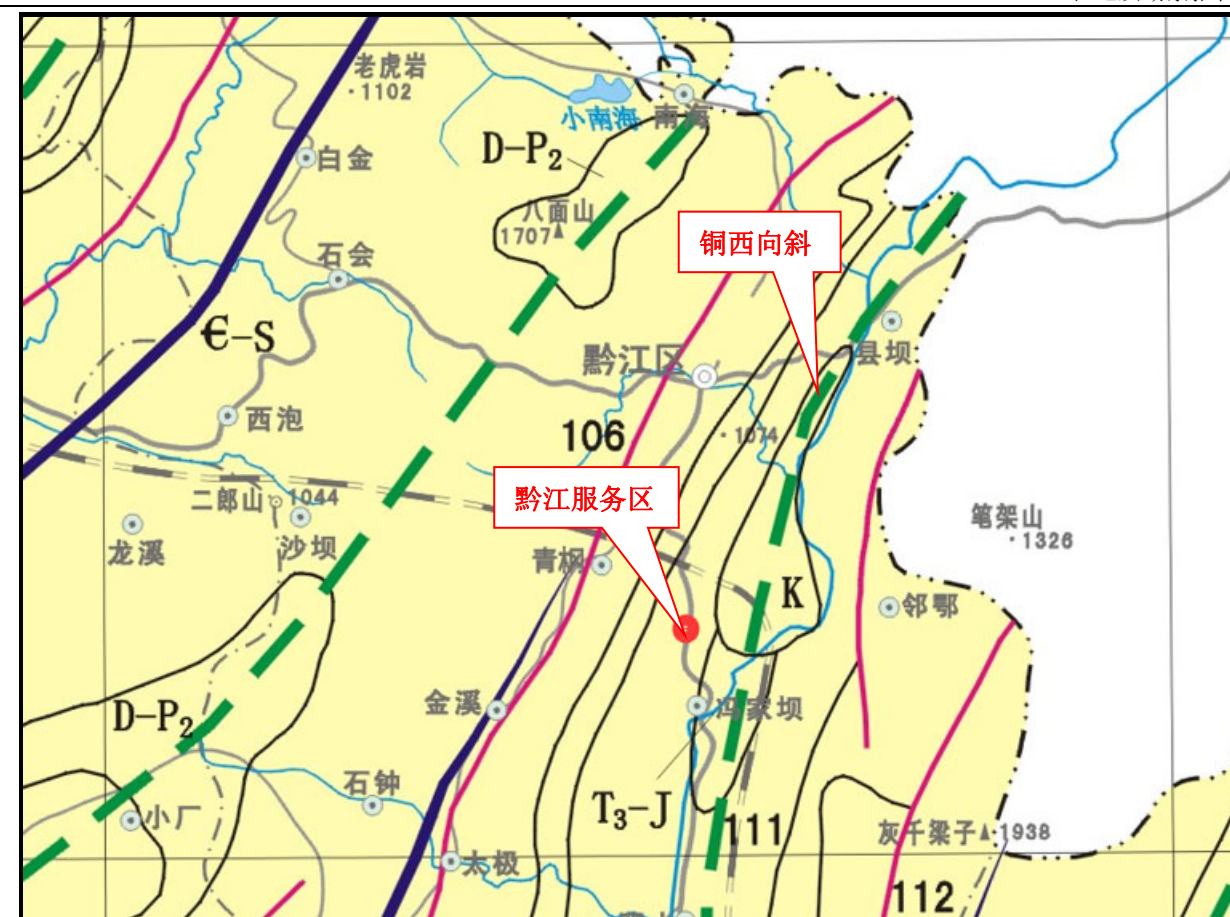 老虎岩
·1102
小南海
南海
白金
D-P₂
八面山
1707
铜西向斜
石会
Є-S
黔江区
县坝
西泡
106
·1074
黔江服务区
二郎山 1044
笔架山
·1326
龙溪
沙坝
青㭎
K
邻鄂
金溪
冯家坝
D-P₂
石钟
小厂
T₃-J
111
灰千梁子 1938
太极
112